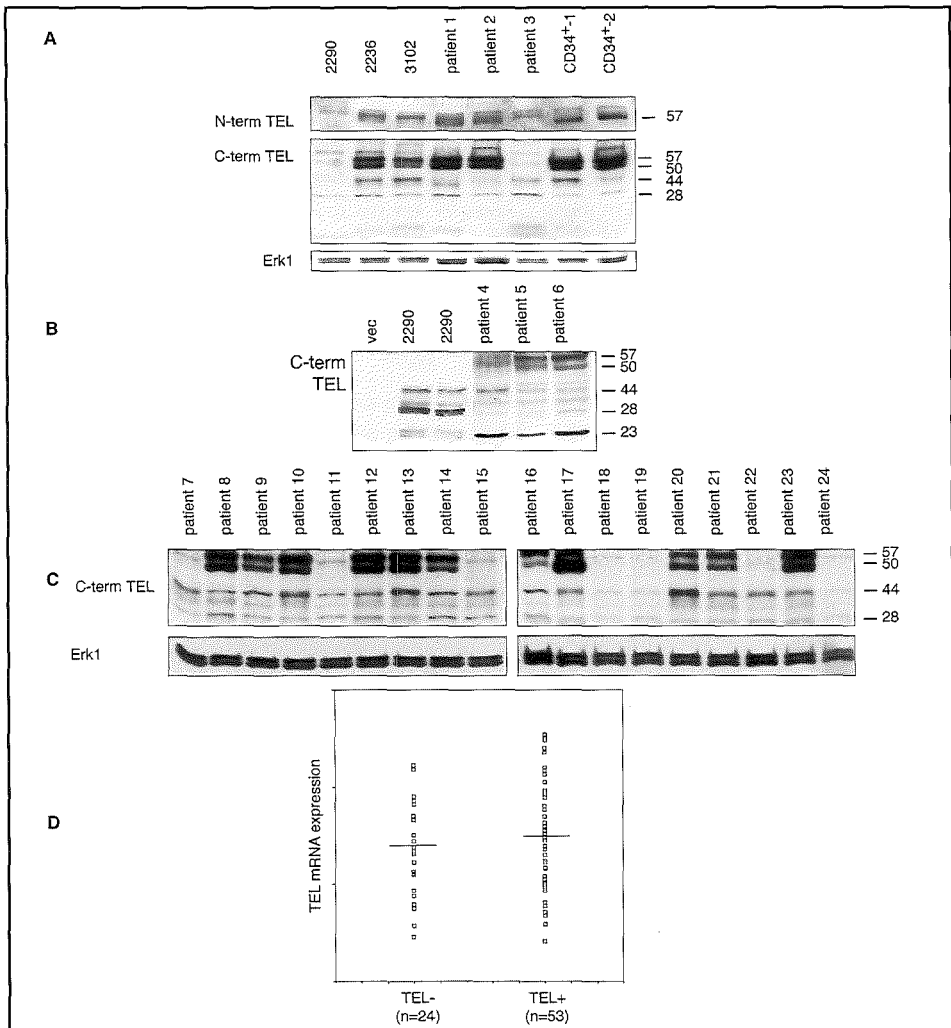 A
2290 2236 3102 patient 1 patient 2 patient 3 CD34+-1 CD34+-2
N-term TEL
57
C-term TEL
57
50
44
28
Erk1
B
vec 2290 2290 patient 4 patient 5 patient 6
C-term
TEL
57
50
44
28
23
C
patient 7 patient 8 patient 9 patient 10 patient 11 patient 12 patient 13 patient 14 patient 15 patient 16 patient 17 patient 18 patient 19 patient 20 patient 21 patient 22 patient 23 patient 24
C-term TEL
57
50
44
28
Erk1
D
TEL mRNA expression
TEL- TEL+
(n=24) (n=53)